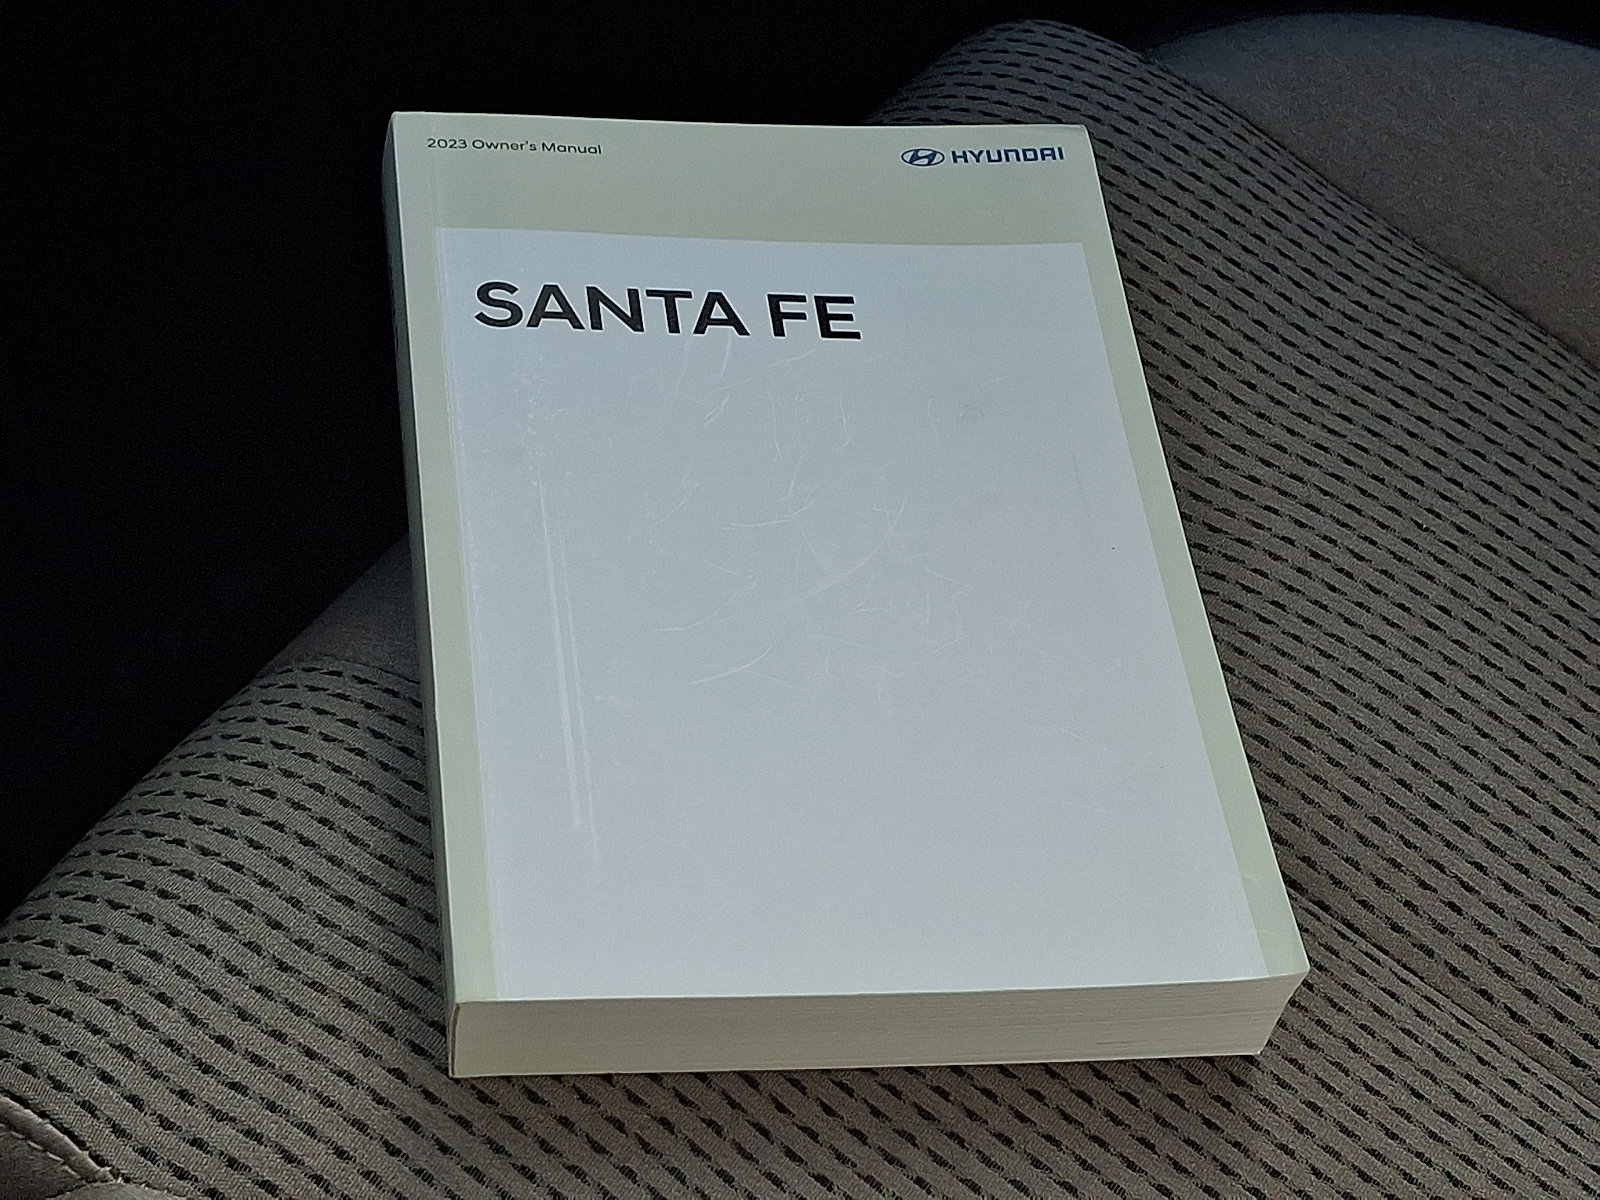 2023 Owner's Manual
HYUNDAI
SANTA FE